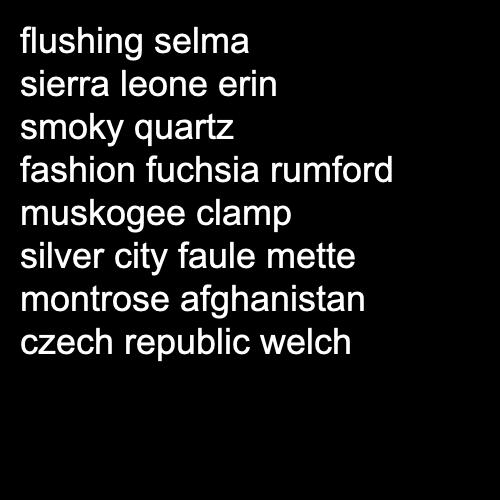 flushing selma
sierra leone erin
smoky quartz
fashion fuchsia rumford
muskogee clamp
silver city faule mette
montrose afghanistan
czech republic welch